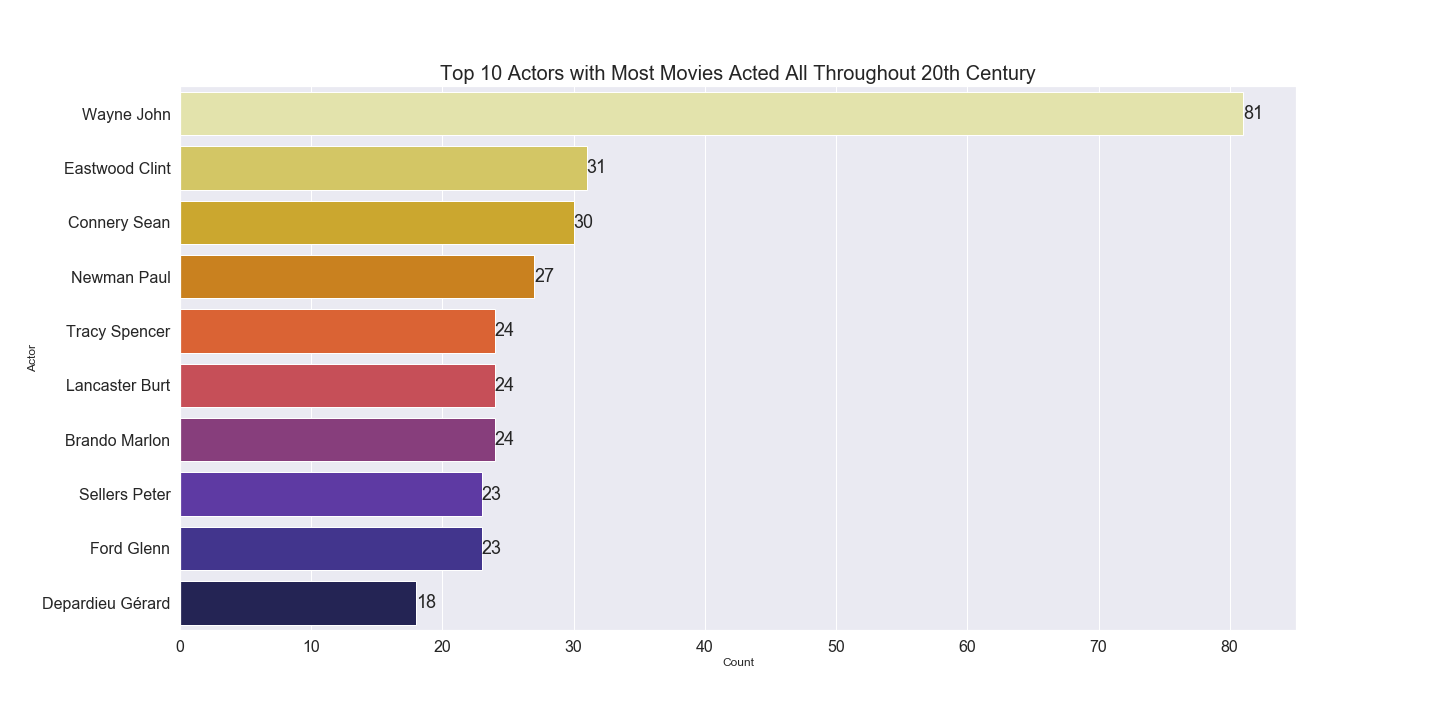 Top 10 Actors with Most Movies Acted All Throughout 20th Century
Wayne John 81
Eastwood Clint 31
Connery Sean 30
Newman Paul 27
Tracy Spencer 24
Actor
Lancaster Burt 24
Brando Marlon 24
Sellers Peter 23
Ford Glenn 23
Depardieu Gérard 18
0 10 20 30 40 50 60 70 80
Count